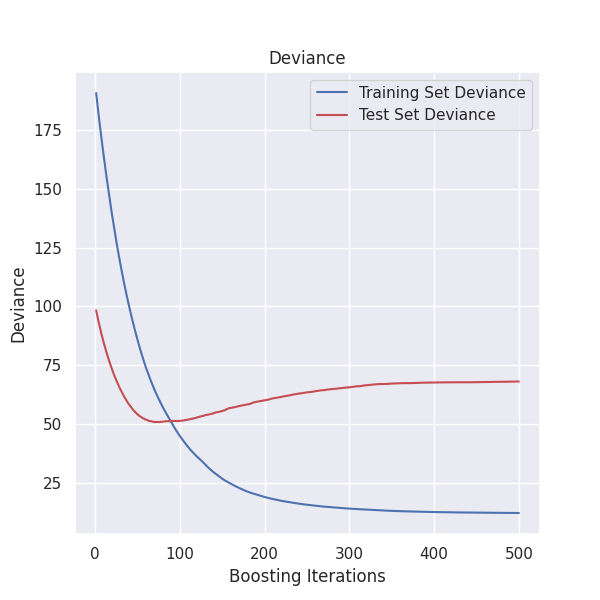 Deviance
Training Set Deviance
Test Set Deviance
175
150
125
100
75
50
25
Deviance
0 100 200 300 400 500
Boosting Iterations